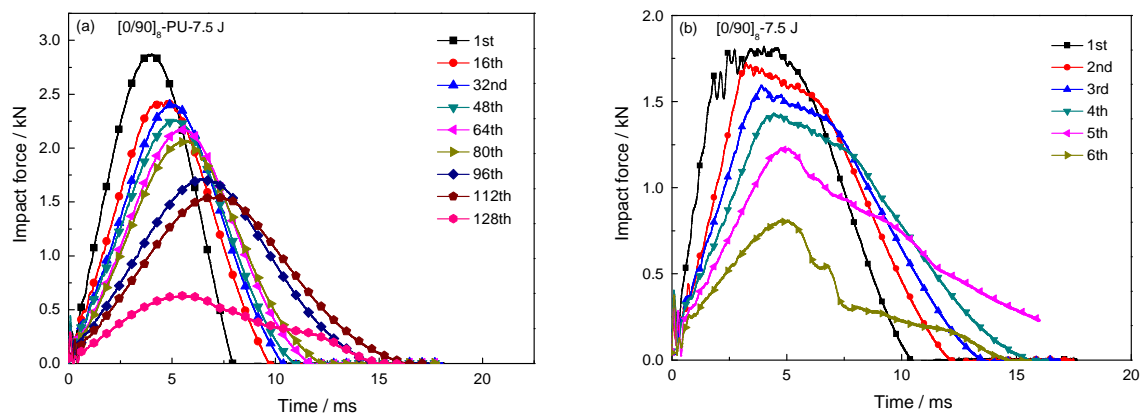 (a) [0/90]8-PU-7.5 J
1st
16th
32nd
48th
64th
80th
96th
112th
128th
3.0
2.5
2.0
1.5
1.0
0.5
0.0
0 5 10 15 20
Impact force / kN
Time / ms
(b) [0/90]8-7.5 J
1st
2nd
3rd
4th
5th
6th
2.0
1.5
1.0
0.5
0.0
0 5 10 15 20
Impact force / kN
Time / ms